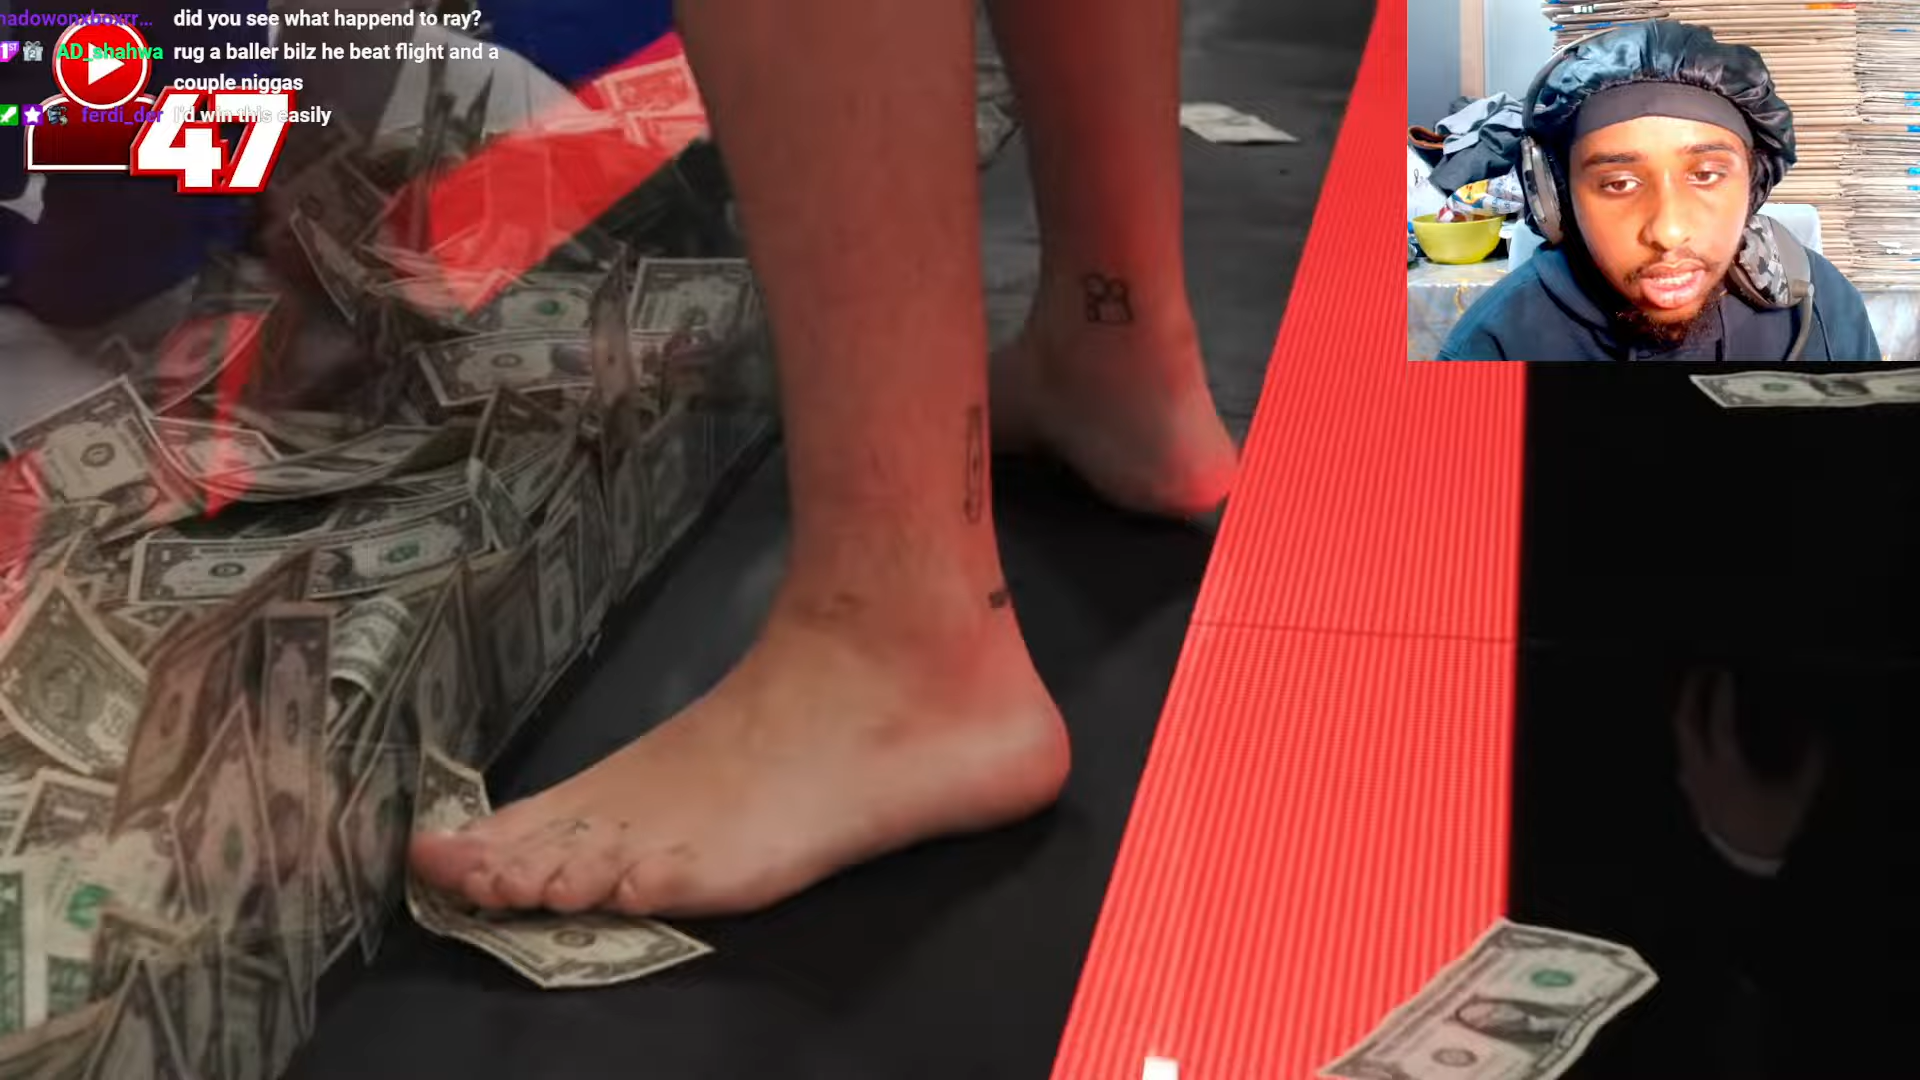 did you see what happend to ray?
AD_shahwa rug a baller bilz he beat flight and a
couple niggas
ferdi_dor I'd win this easily
47